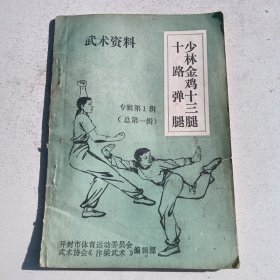 武术资料
少林金鸡十三腿
十路弹腿
专辑第1辑
（总第一辑）
开封市体育运动委员会
武术协会《汴梁武术》编辑部